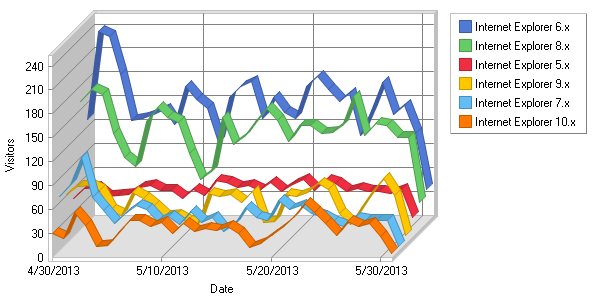 240
210
180
150
120
90
60
30
0
Visitors
4/30/2013
5/10/2013
5/20/2013
5/30/2013
Date
Internet Explorer 6.x
Internet Explorer 8.x
Internet Explorer 5.x
Internet Explorer 9.x
Internet Explorer 7.x
Internet Explorer 10.x